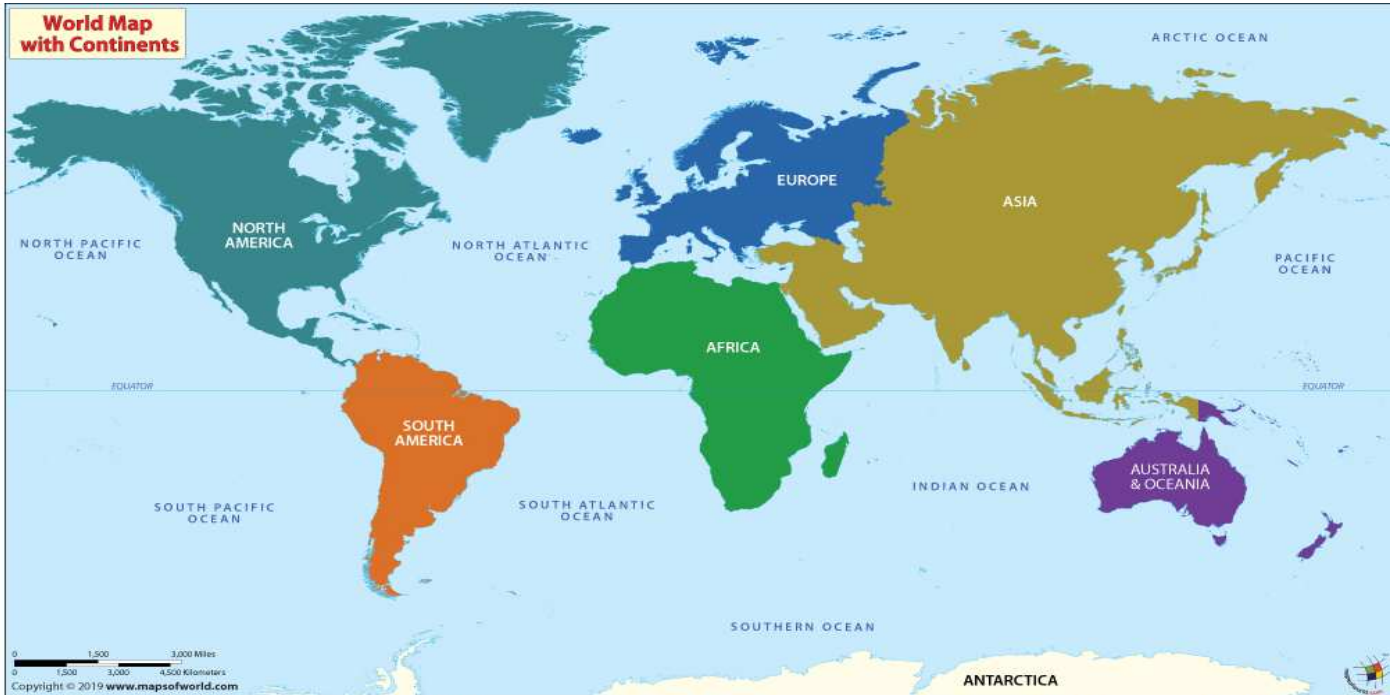 World Map
with Continents
ARCTIC OCEAN
EUROPE
ASIA
NORTH
AMERICA
NORTH PACIFIC
OCEAN
NORTH ATLANTIC
OCEAN
PACIFIC
OCEAN
AFRICA
EQUATOR
EQUATOR
SOUTH
AMERICA
AUSTRALIA
& OCEANIA
INDIAN OCEAN
SOUTH PACIFIC
OCEAN
SOUTH ATLANTIC
OCEAN
SOUTHERN OCEAN
0 1,500 3,000 Miles
0 1,500 3,000 4,500 Kilometers
Copyright © 2019 www.mapsofworld.com
ANTARCTICA